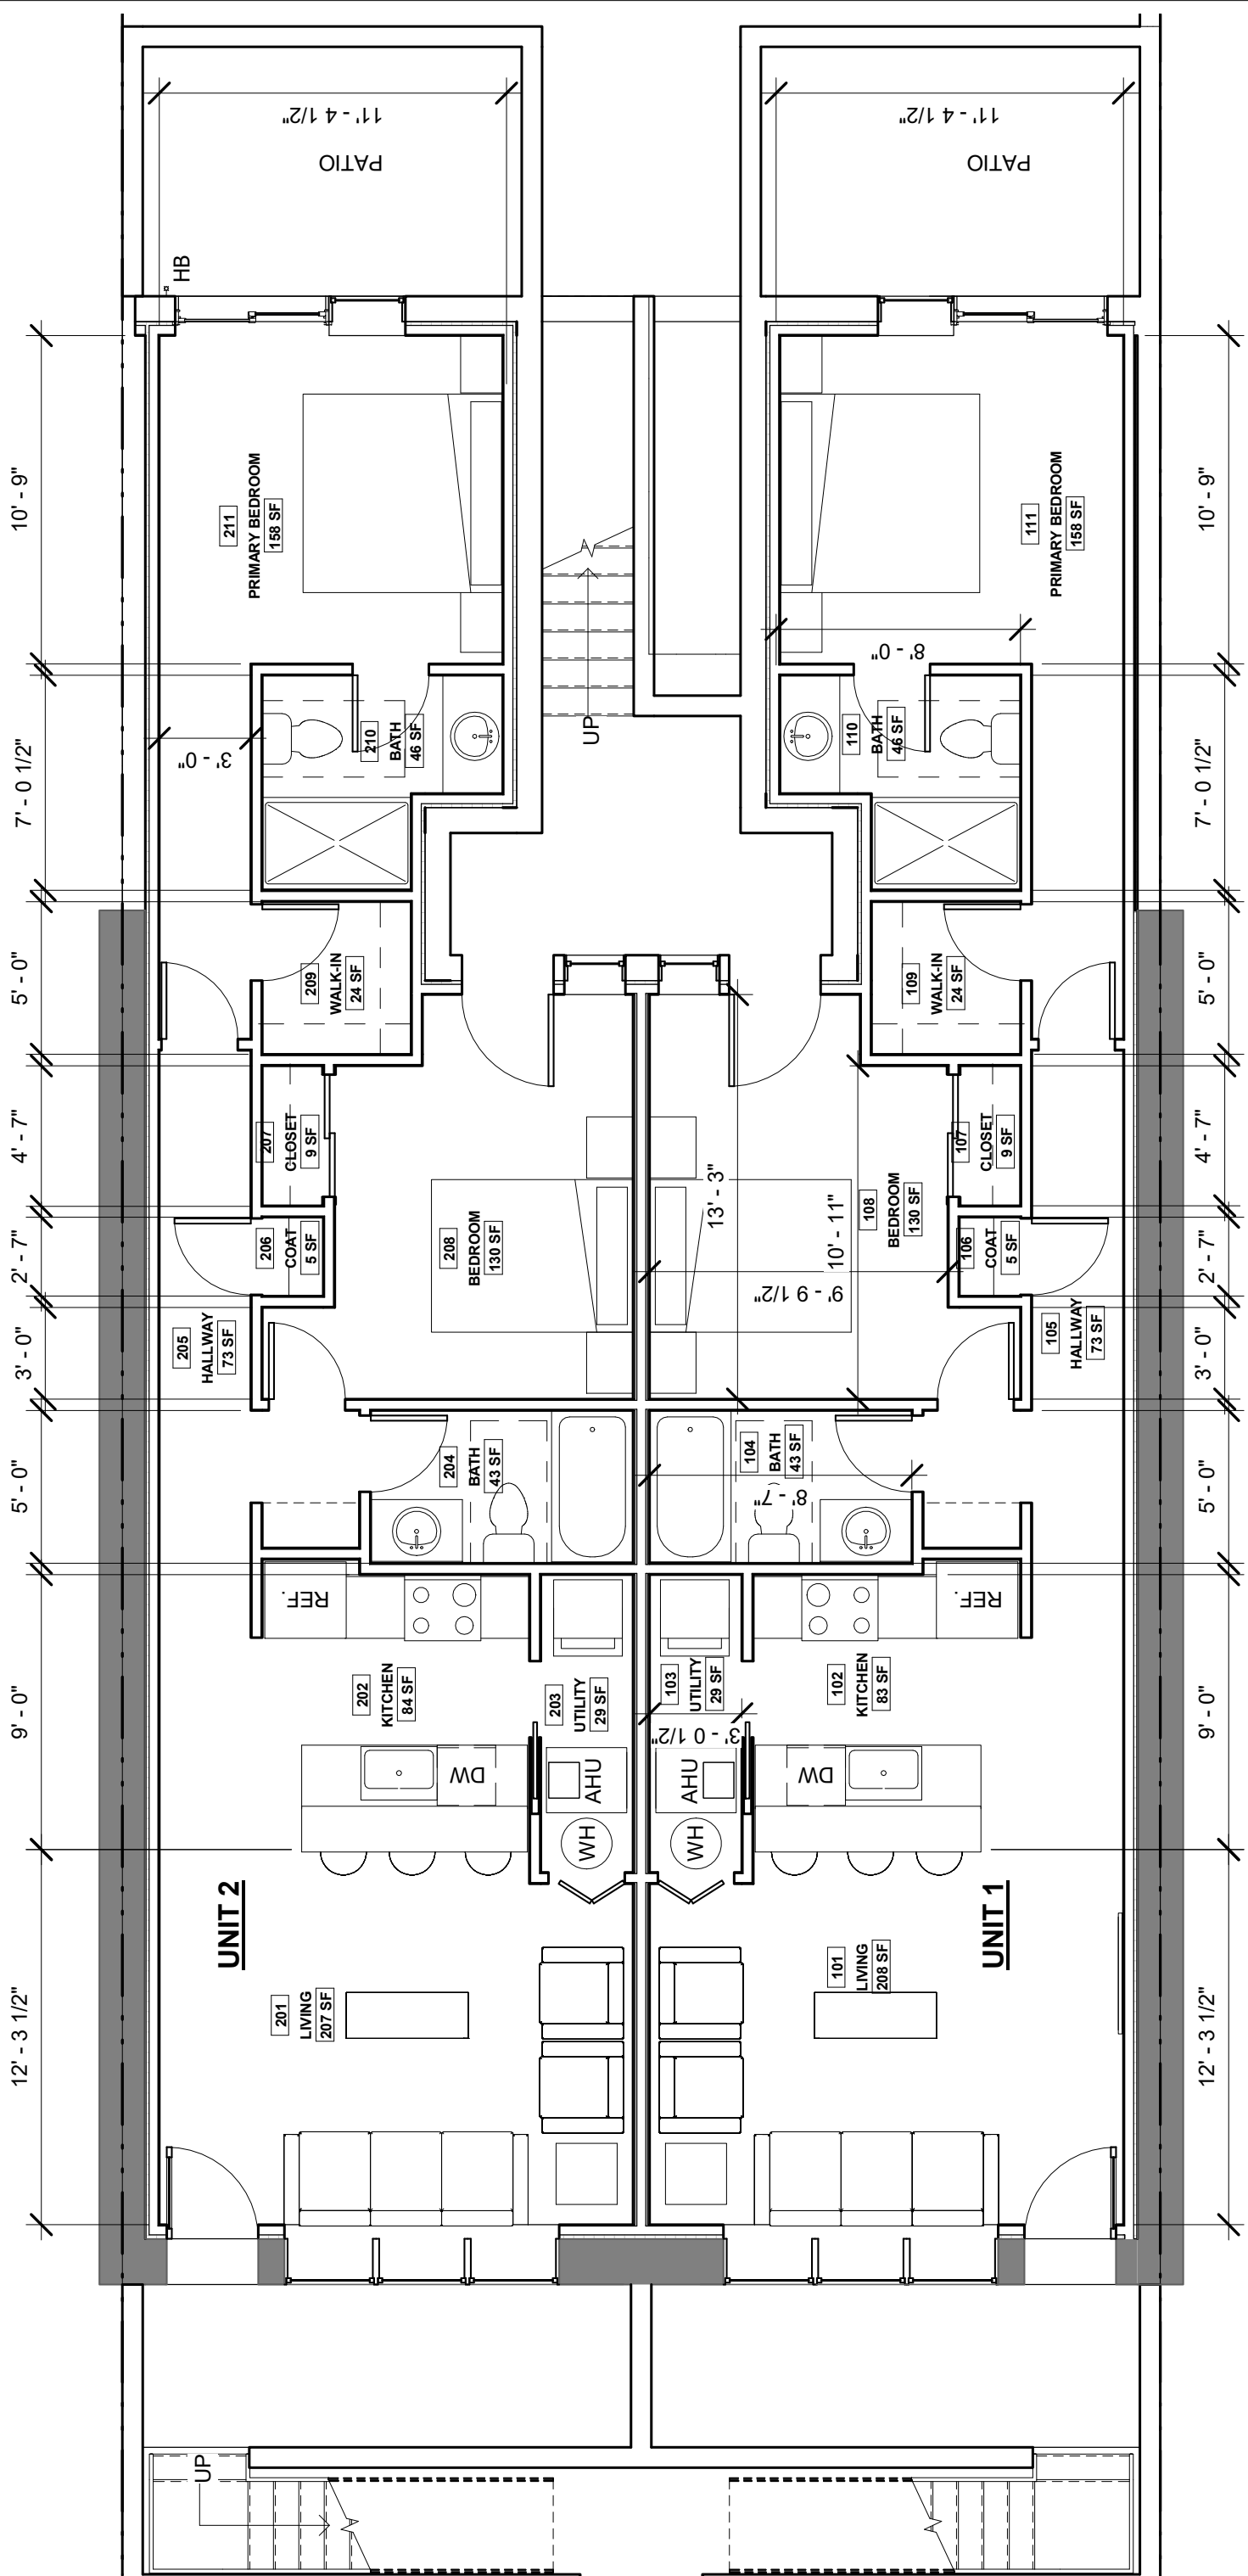 PATIO
11' - 4 1/2"
PATIO
11' - 4 1/2"
HB
10' - 9"
211
PRIMARY BEDROOM
158 SF
111
PRIMARY BEDROOM
158 SF
10' - 9"
8' - 0"
7' - 0 1/2"
3' - 0"
210
BATH
46 SF
UP
110
BATH
46 SF
7' - 0 1/2"
5' - 0"
209
WALK-IN
24 SF
109
WALK-IN
24 SF
5' - 0"
4' - 7"
207
CLOSET
9 SF
107
CLOSET
9 SF
4' - 7"
13' - 3"
10' - 11"
9' - 9 1/2"
2' - 7"
206
COAT
5 SF
208
BEDROOM
130 SF
108
BEDROOM
130 SF
106
COAT
5 SF
2' - 7"
3' - 0"
205
HALLWAY
73 SF
105
HALLWAY
73 SF
3' - 0"
5' - 0"
204
BATH
43 SF
104
BATH
43 SF
8' - 7"
5' - 0"
REF.
REF.
9' - 0"
202
KITCHEN
84 SF
203
UTILITY
29 SF
103
UTILITY
29 SF
3' - 0 1/2"
102
KITCHEN
83 SF
9' - 0"
DW
AHU
AHU
DW
WH
WH
UNIT 2
UNIT 1
12' - 3 1/2"
201
LIVING
207 SF
101
LIVING
208 SF
12' - 3 1/2"
UP